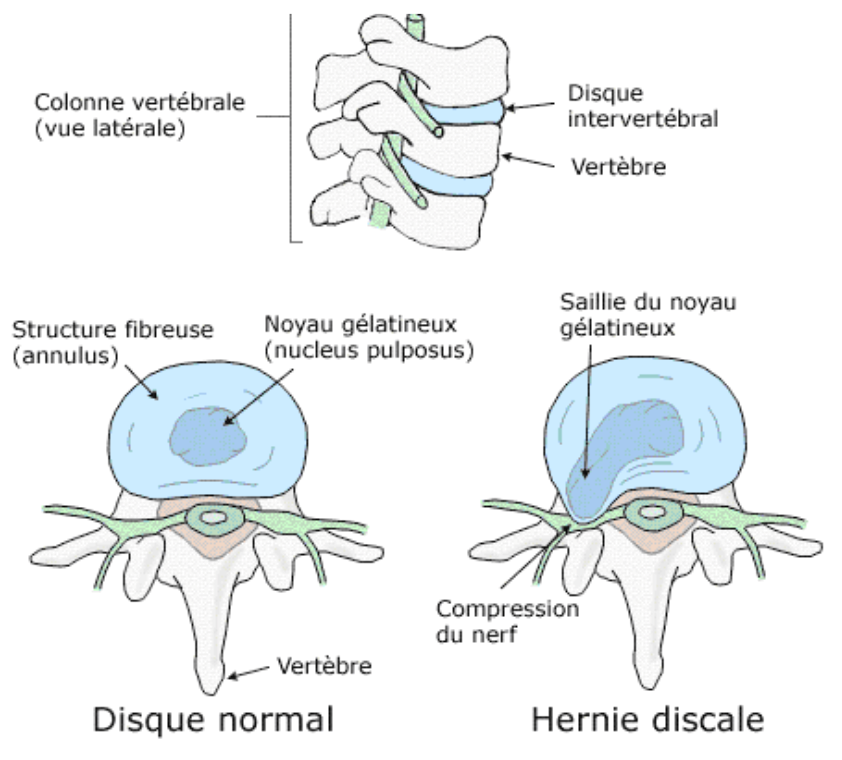 Colonne vertébrale
(vue latérale)
Disque
intervertébral
Vertèbre
Structure fibreuse
(annulus)
Noyau gélatineux
(nucleus pulposus)
Saillie du noyau
gélatineux
Compression
du nerf
Vertèbre
Disque normal
Hernie discale